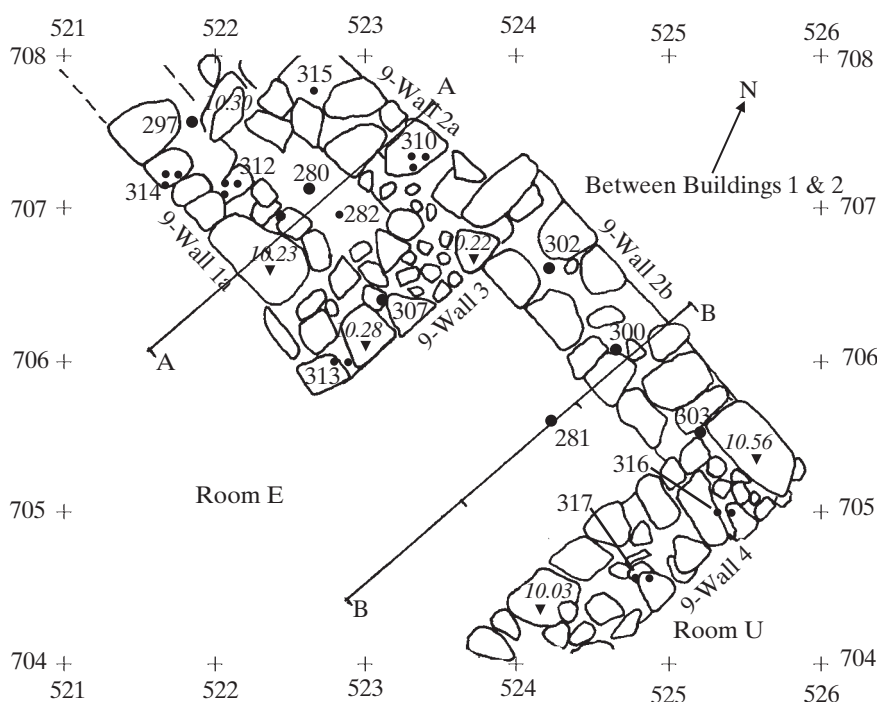 521 522 523 524 525 526
708 708
315
A
9-Wall 2a
N
10.30
297
310
312
280
Between Buildings 1 & 2
314
707 707
282
9-Wall 1a
10.23
10.22
302
9-Wall 2b
307
9-Wall 3
B
10.28
300
706 706
A
313
303
281
10.56
316
Room E
317
705 705
9-Wall 4
10.03
B
Room U
704 704
521 522 523 524 525 526